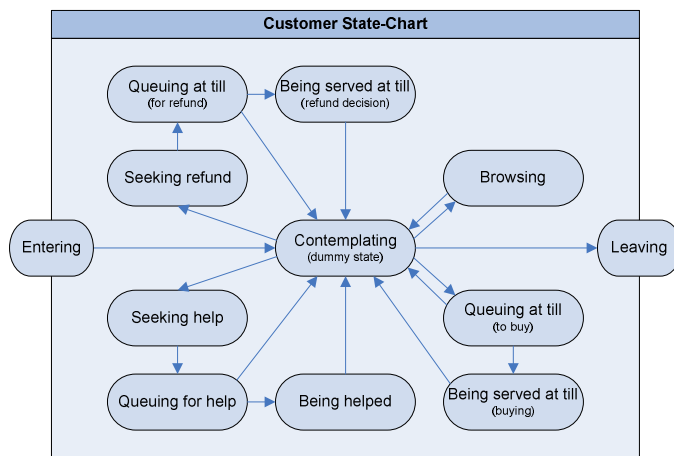 Customer State-Chart
Queuing at till
(for refund)
Being served at till
(refund decision)
Seeking refund
Browsing
Entering
Contemplating
(dummy state)
Leaving
Seeking help
Queuing at till
(to buy)
Queuing for help
Being helped
Being served at till
(buying)